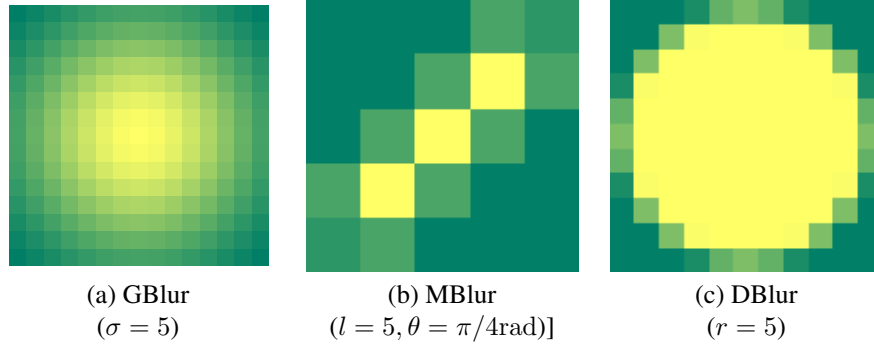 (a) GBlur
(σ = 5)
(b) MBlur
(l = 5, θ = π/4rad)]
(c) DBlur
(r = 5)